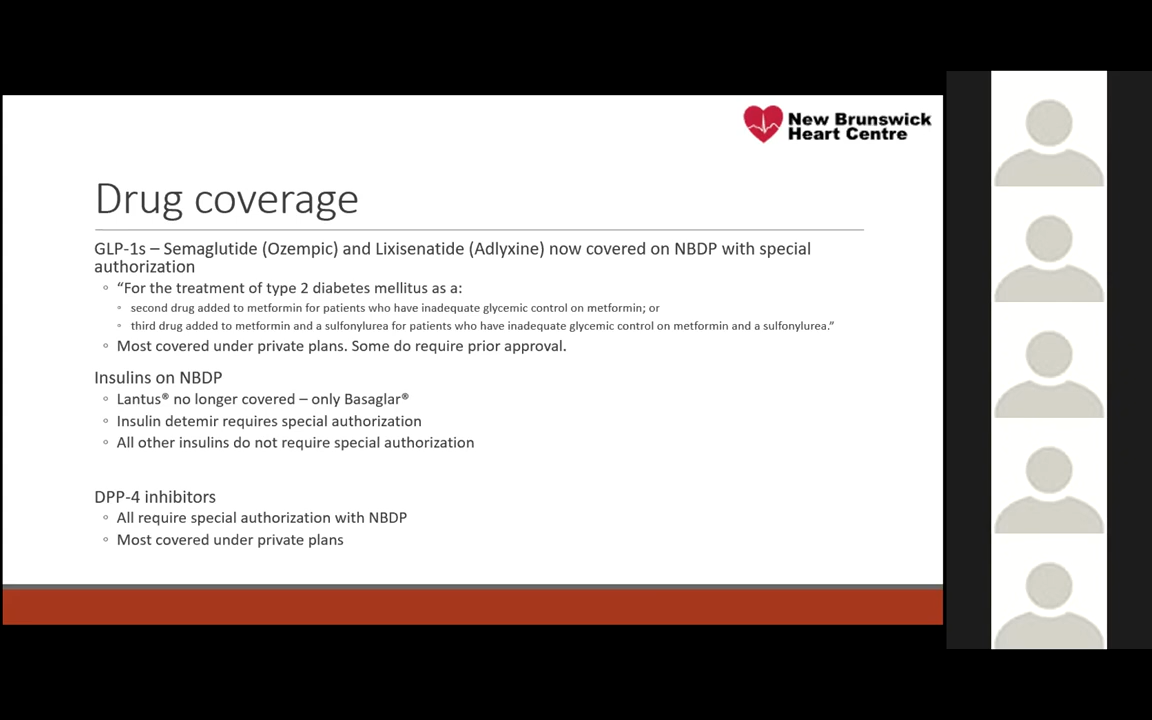 New Brunswick
Heart Centre
Drug coverage
GLP-1s – Semaglutide (Ozempic) and Lixisenatide (Adlyxine) now covered on NBDP with special
authorization
◦ “For the treatment of type 2 diabetes mellitus as a:
◦ second drug added to metformin for patients who have inadequate glycemic control on metformin; or
◦ third drug added to metformin and a sulfonylurea for patients who have inadequate glycemic control on metformin and a sulfonylurea.”
◦ Most covered under private plans. Some do require prior approval.
Insulins on NBDP
◦ Lantus® no longer covered – only Basaglar®
◦ Insulin detemir requires special authorization
◦ All other insulins do not require special authorization
DPP-4 inhibitors
◦ All require special authorization with NBDP
◦ Most covered under private plans